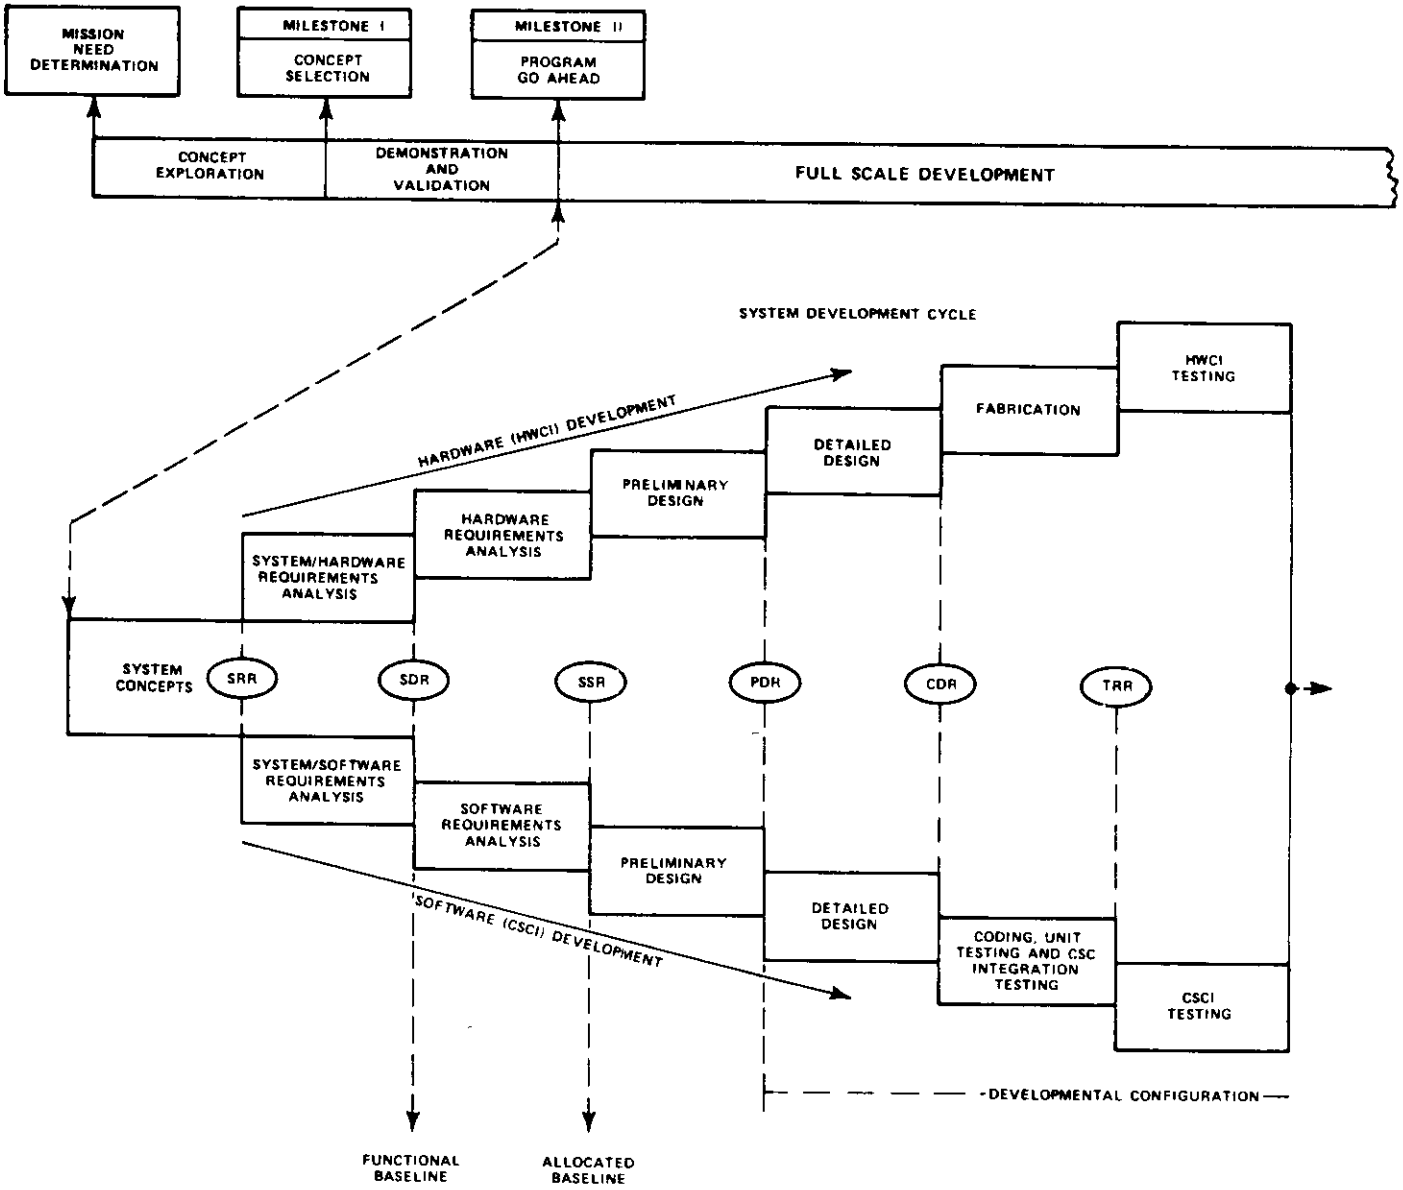 MISSION
NEED
DETERMINATION
MILESTONE I
CONCEPT
SELECTION
MILESTONE II
PROGRAM
GO AHEAD
CONCEPT
EXPLORATION
DEMONSTRATION
AND
VALIDATION
FULL SCALE DEVELOPMENT
SYSTEM DEVELOPMENT CYCLE
HARDWARE (HWCI) DEVELOPMENT
SYSTEM/HARDWARE
REQUIREMENTS
ANALYSIS
HARDWARE
REQUIREMENTS
ANALYSIS
PRELIMINARY
DESIGN
DETAILED
DESIGN
FABRICATION
HWCI
TESTING
SYSTEM
CONCEPTS
SRR
SDR
SSR
PDR
CDR
TRR
SYSTEM/SOFTWARE
REQUIREMENTS
ANALYSIS
SOFTWARE
REQUIREMENTS
ANALYSIS
PRELIMINARY
DESIGN
DETAILED
DESIGN
CODING, UNIT
TESTING AND CSC
INTEGRATION
TESTING
CSCI
TESTING
SOFTWARE (CSCI) DEVELOPMENT
DEVELOPMENTAL CONFIGURATION
FUNCTIONAL
BASELINE
ALLOCATED
BASELINE